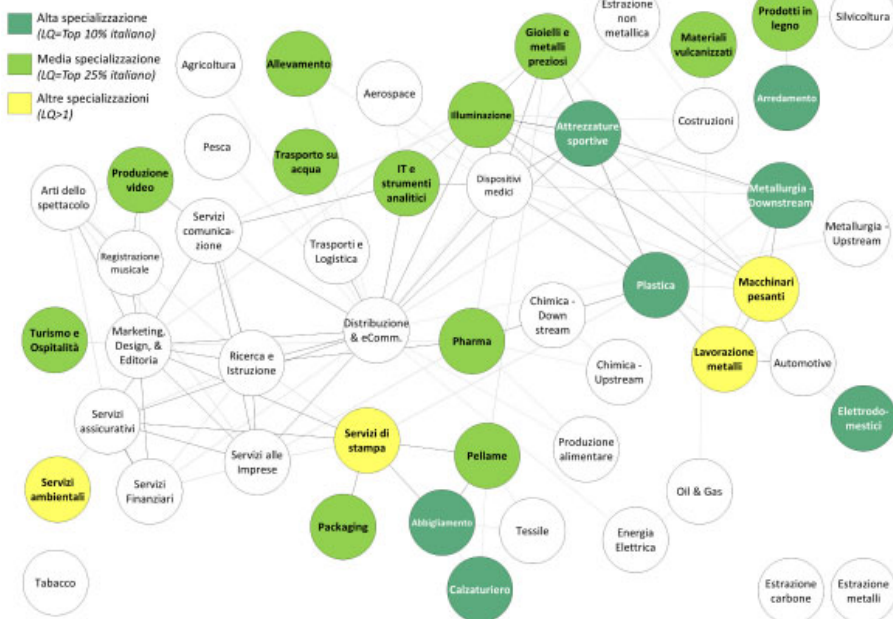 Alta specializzazione
(LQ=Top 10% italiano)
Media specializzazione
(LQ=Top 25% italiano)
Altre specializzazioni
(LQ>1)
Agricoltura
Allevamento
Aerospace
Gioielli e
metalli
preziosi
Estrazione
non
metallica
Materiali
vulcanizzati
Prodotti in
legno
Silvicoltura
Arredamento
Illuminazione
Attrezzature
sportive
Costruzioni
Pesca
Trasporto su
acqua
Produzione
video
IT e
strumenti
analitici
Dispositivi
medici
Arti dello
spettacolo
Servizi
comunica-
zione
Metallurgia -
Downstream
Metallurgia -
Upstream
Registrazione
musicale
Trasporti e
Logistica
Plastica
Macchinari
pesanti
Turismo e
Ospitalità
Marketing,
Design, &
Editoria
Ricerca e
Istruzione
Distribuzione
& eComm.
Pharma
Chimica -
Down
stream
Chimica -
Upstream
Lavorazione
metalli
Automotive
Elettrodo-
mestici
Servizi
assicurativi
Servizi alle
Imprese
Servizi di
stampa
Pellame
Produzione
alimentare
Servizi
ambientali
Servizi
Finanziari
Packaging
Abbigliamento
Tessile
Energia
Elettrica
Oil & Gas
Tabacco
Calzaturiero
Estrazione
carbone
Estrazione
metalli